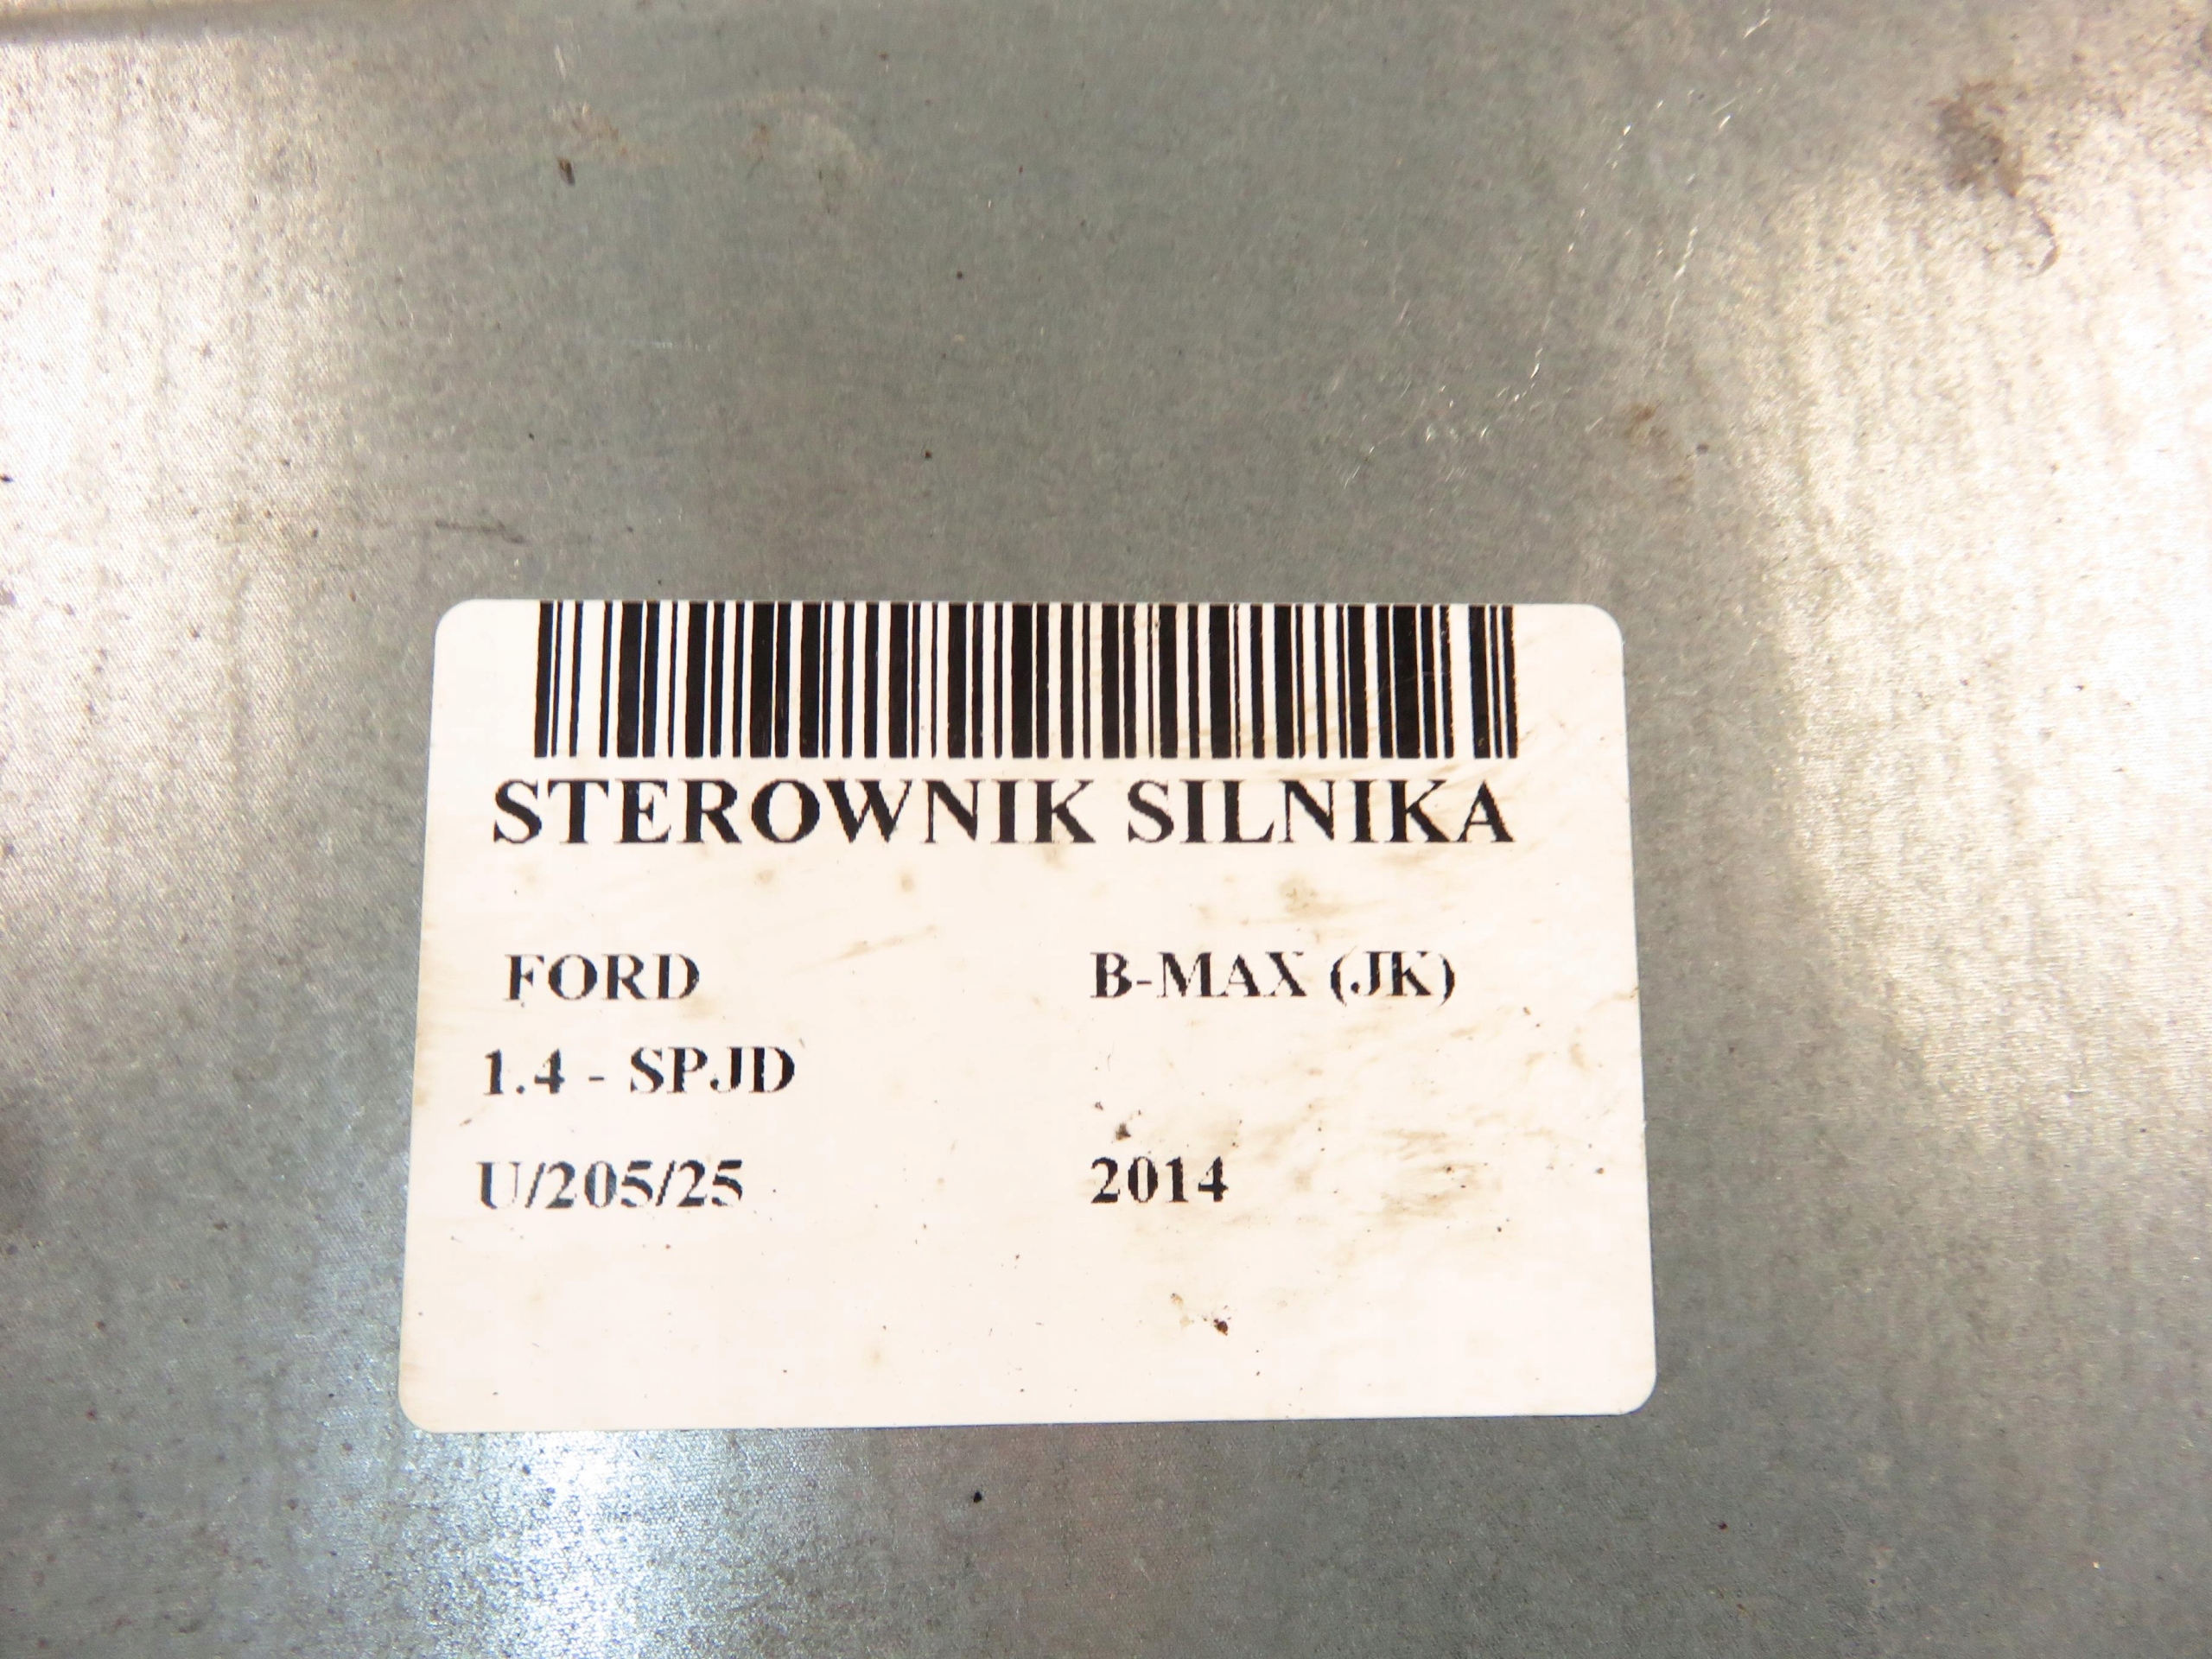 STEROWNIK SILNIKA
FORD B-MAX (JK)
1.4 - SPJD
U/205/25 2014